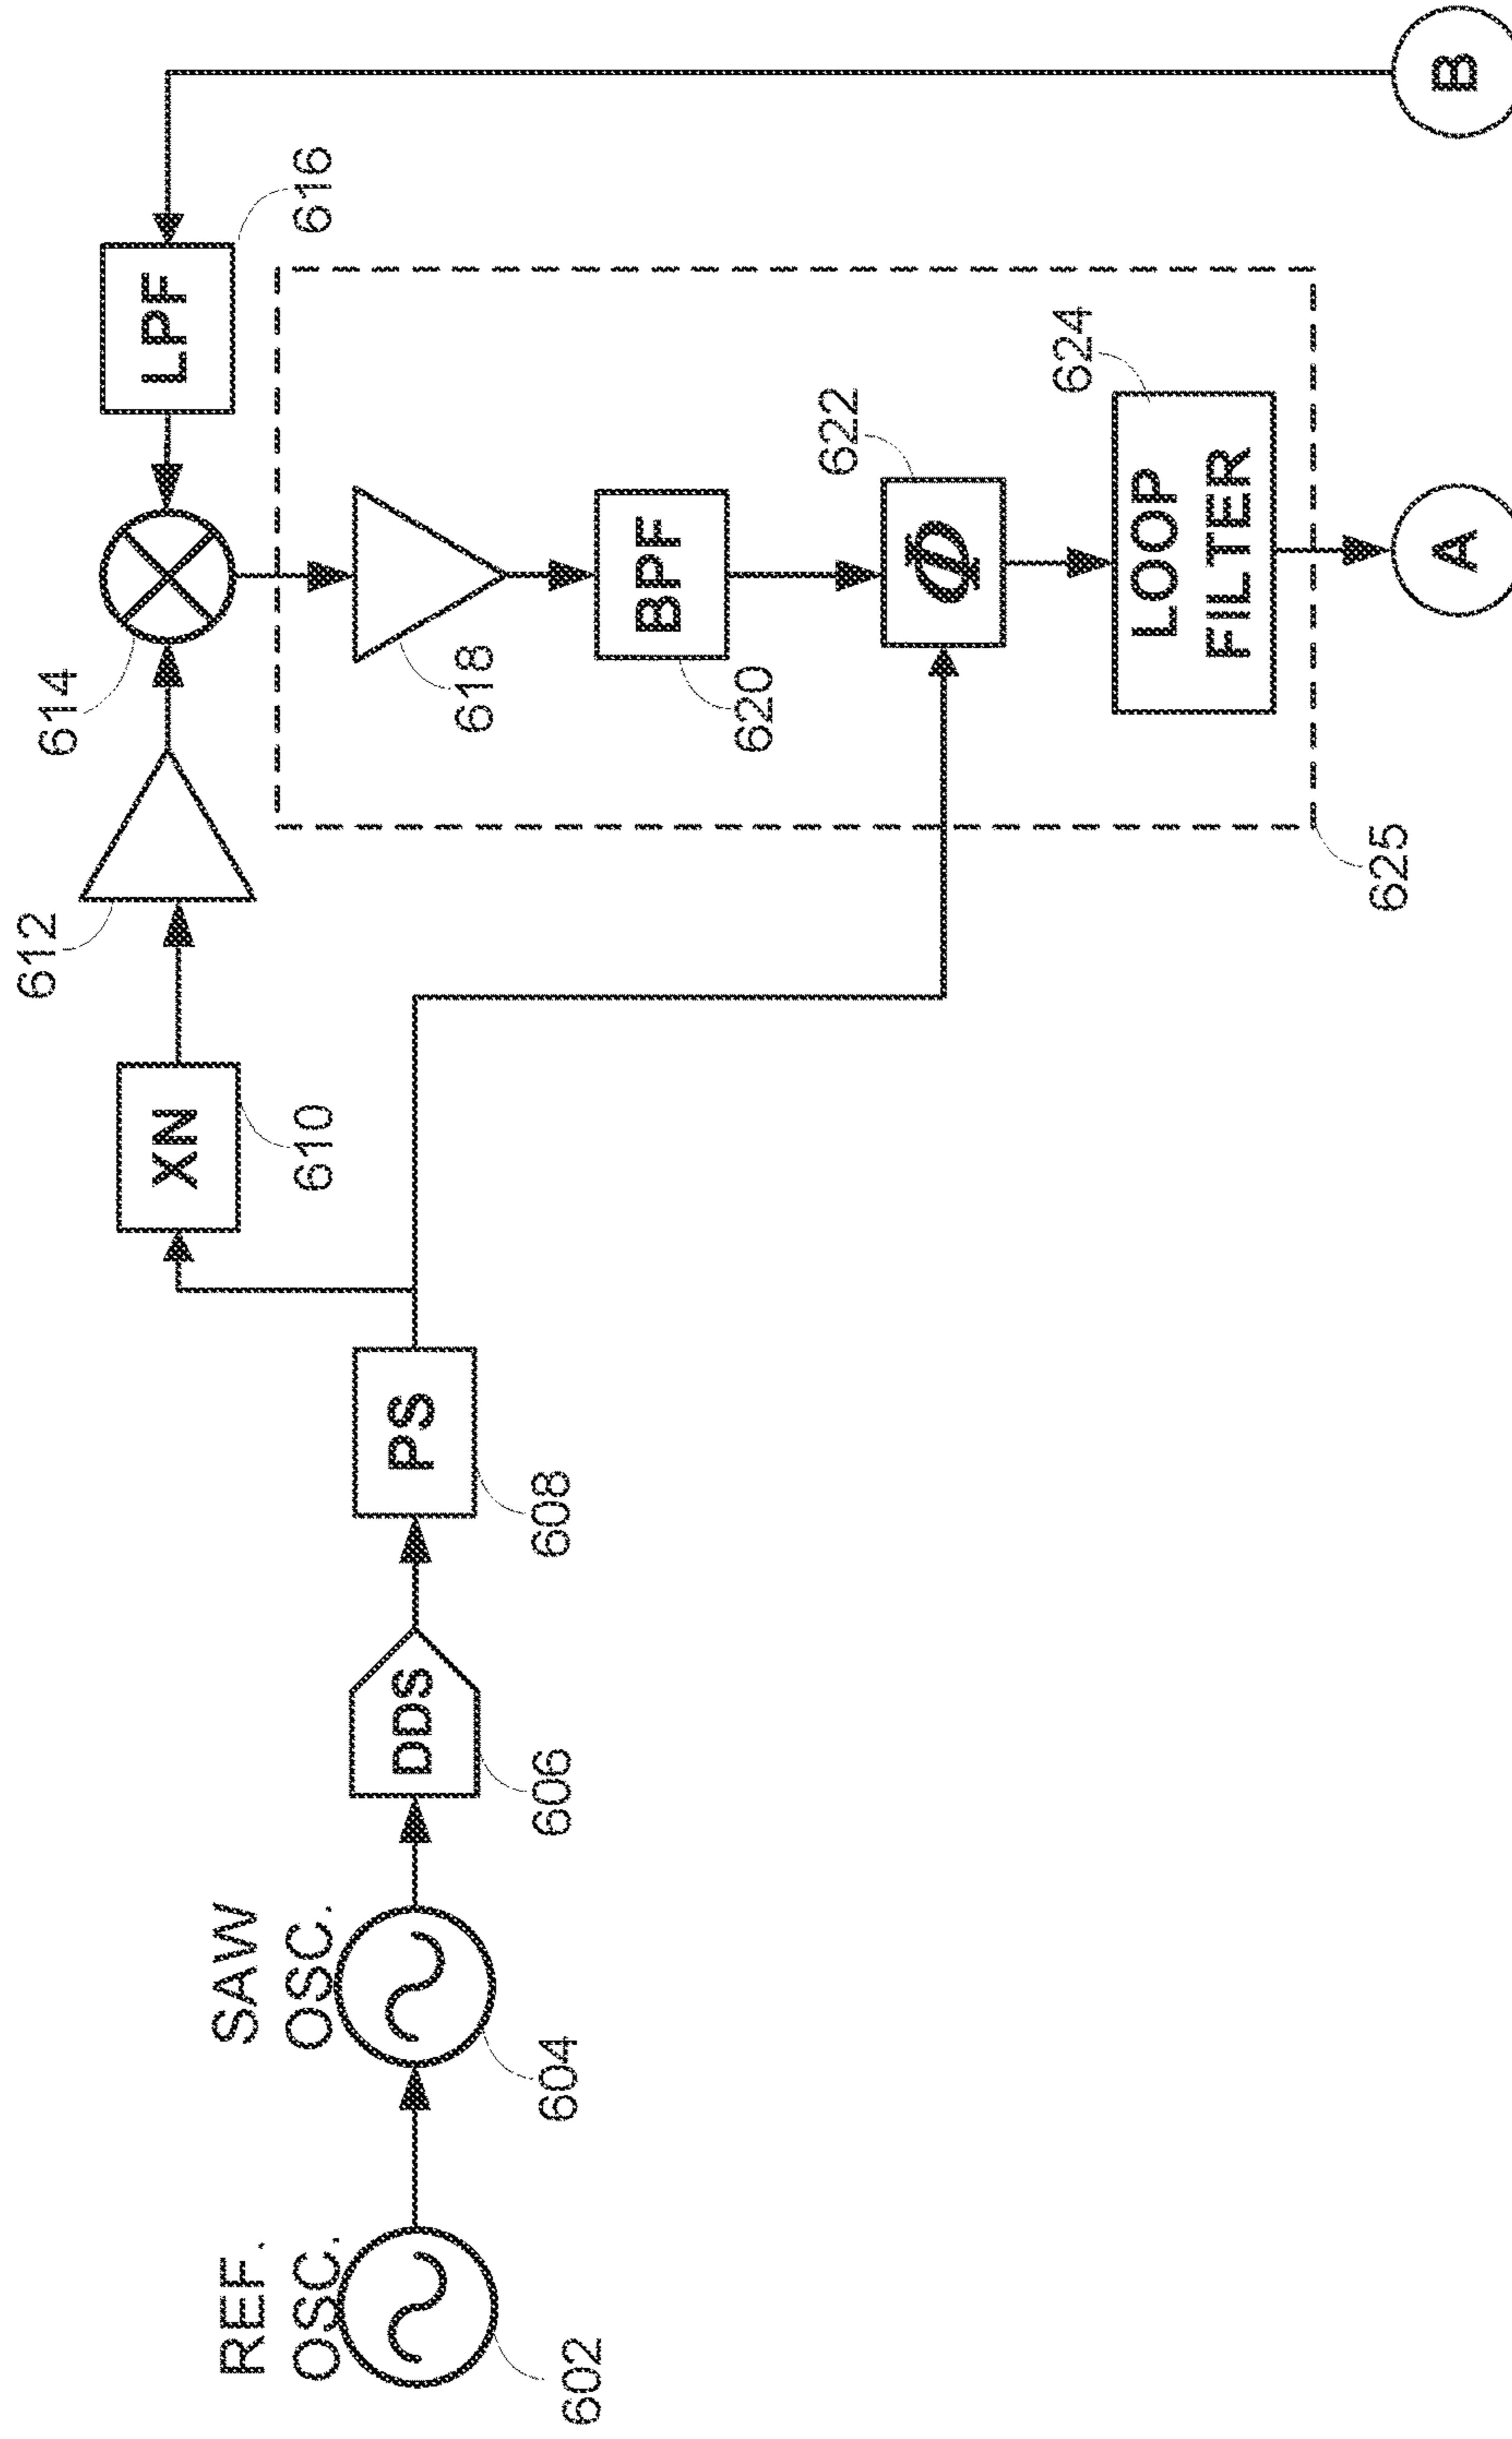 REF.
OSC.
602
SAW
OSC.
604
DDS
606
PS
608
XN
610
612
614
LPF
616
618
BPF
620
Φ
622
LOOP
FILTER
624
625
A
B